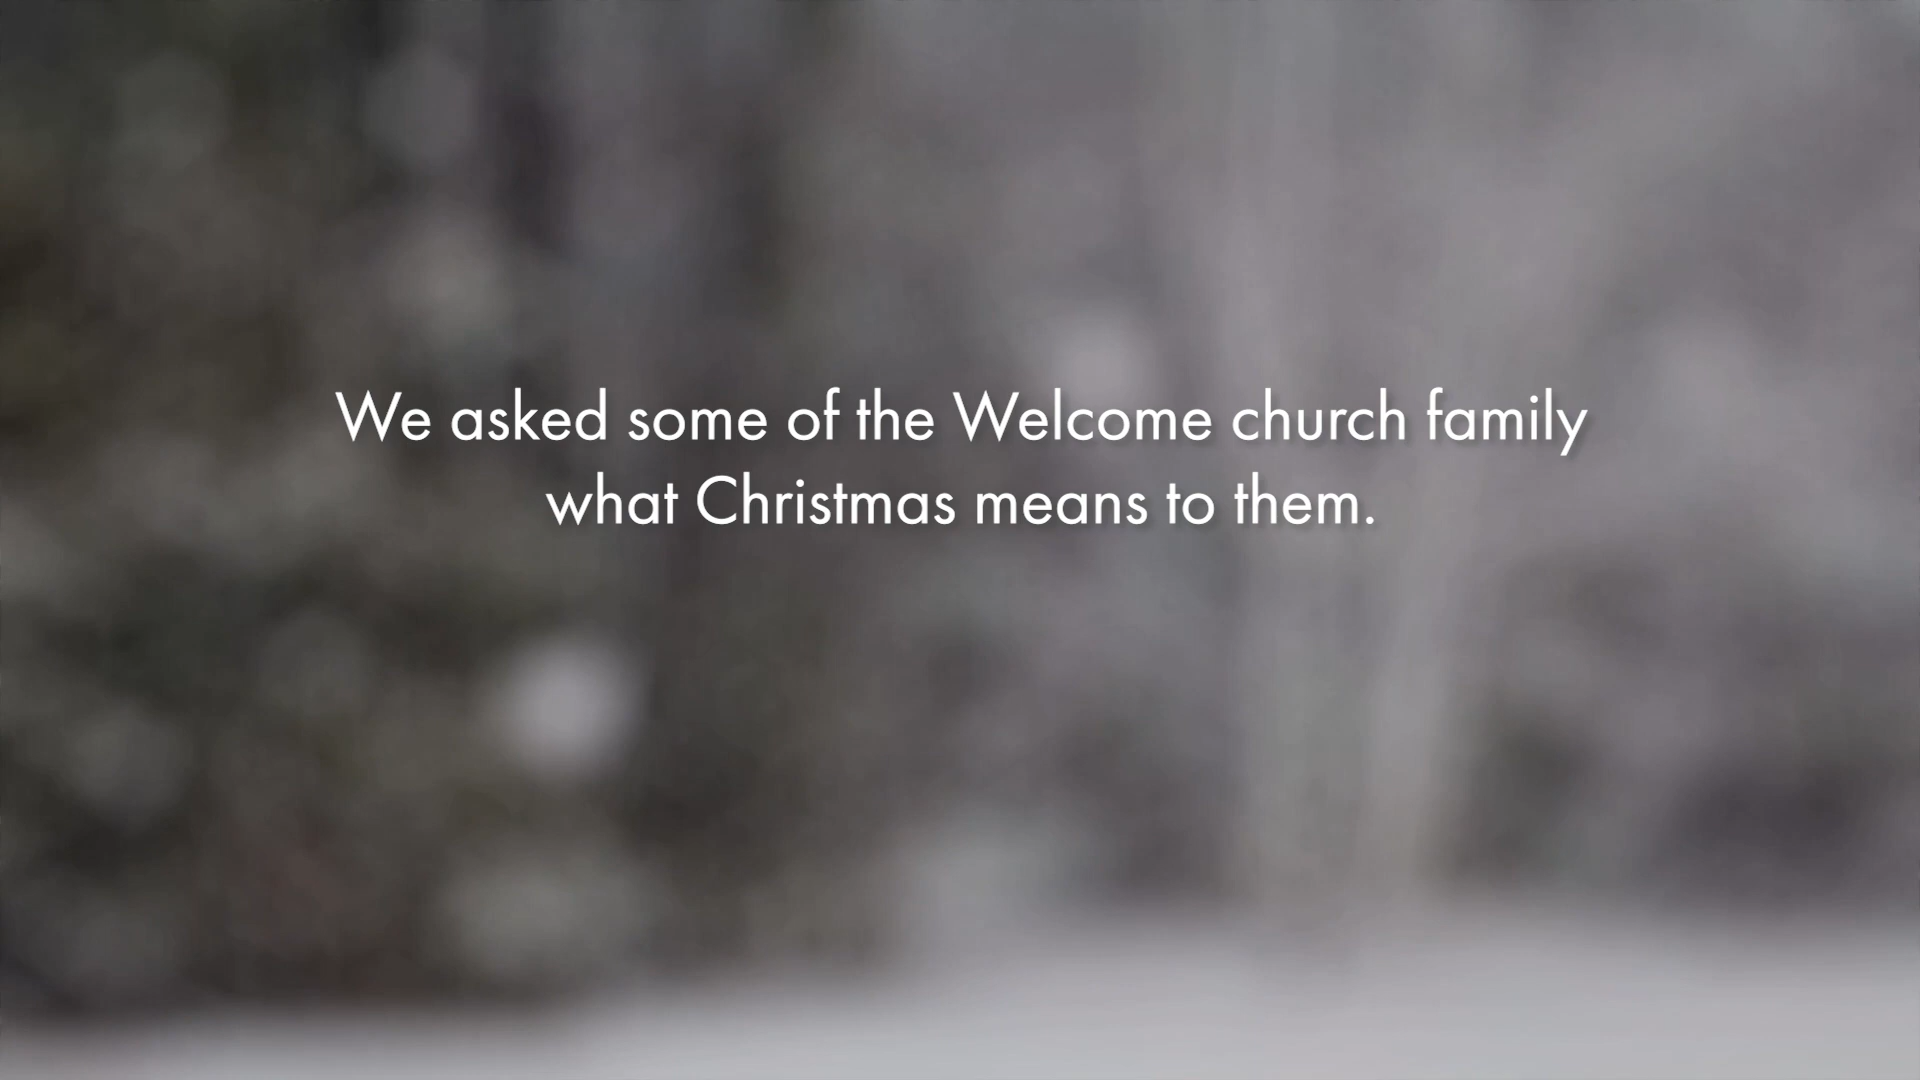 We asked some of the Welcome church family
what Christmas means to them.